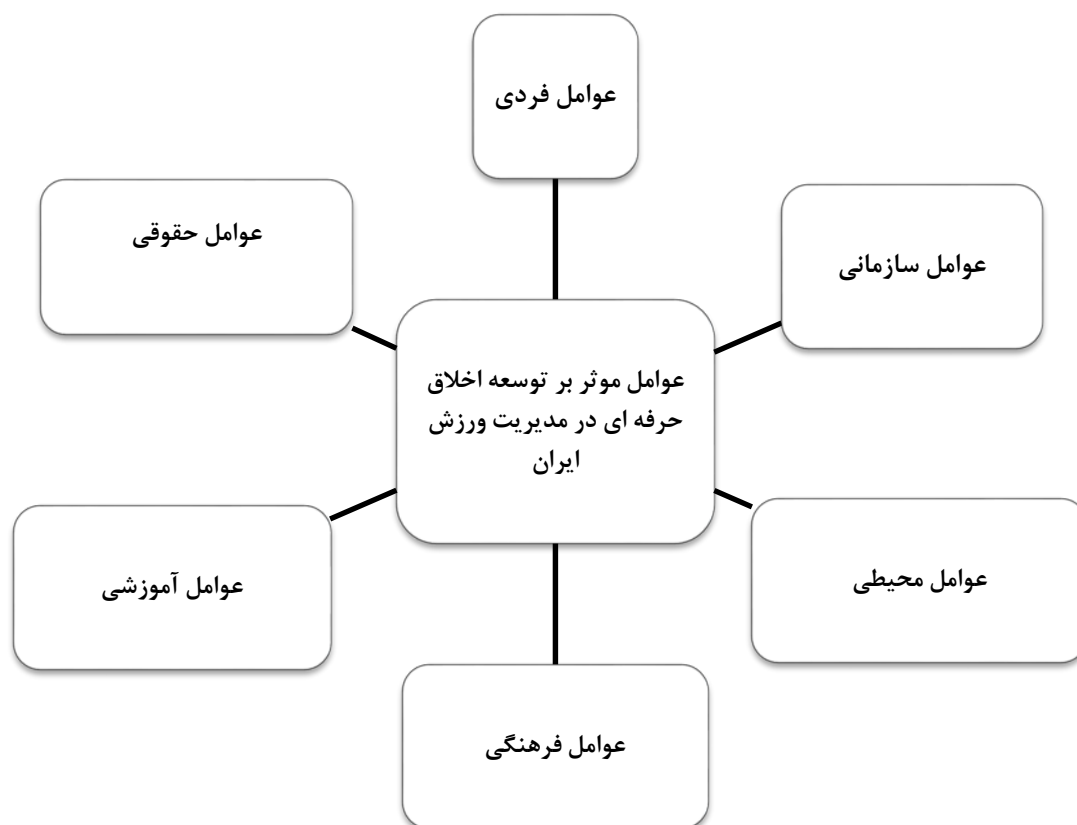 عوامل فردی
عوامل حقوقی
عوامل سازمانی
عوامل موثر بر توسعه اخلاق
حرفه ای در مدیریت ورزش
ایران
عوامل آموزشی
عوامل محیطی
عوامل فرهنگی